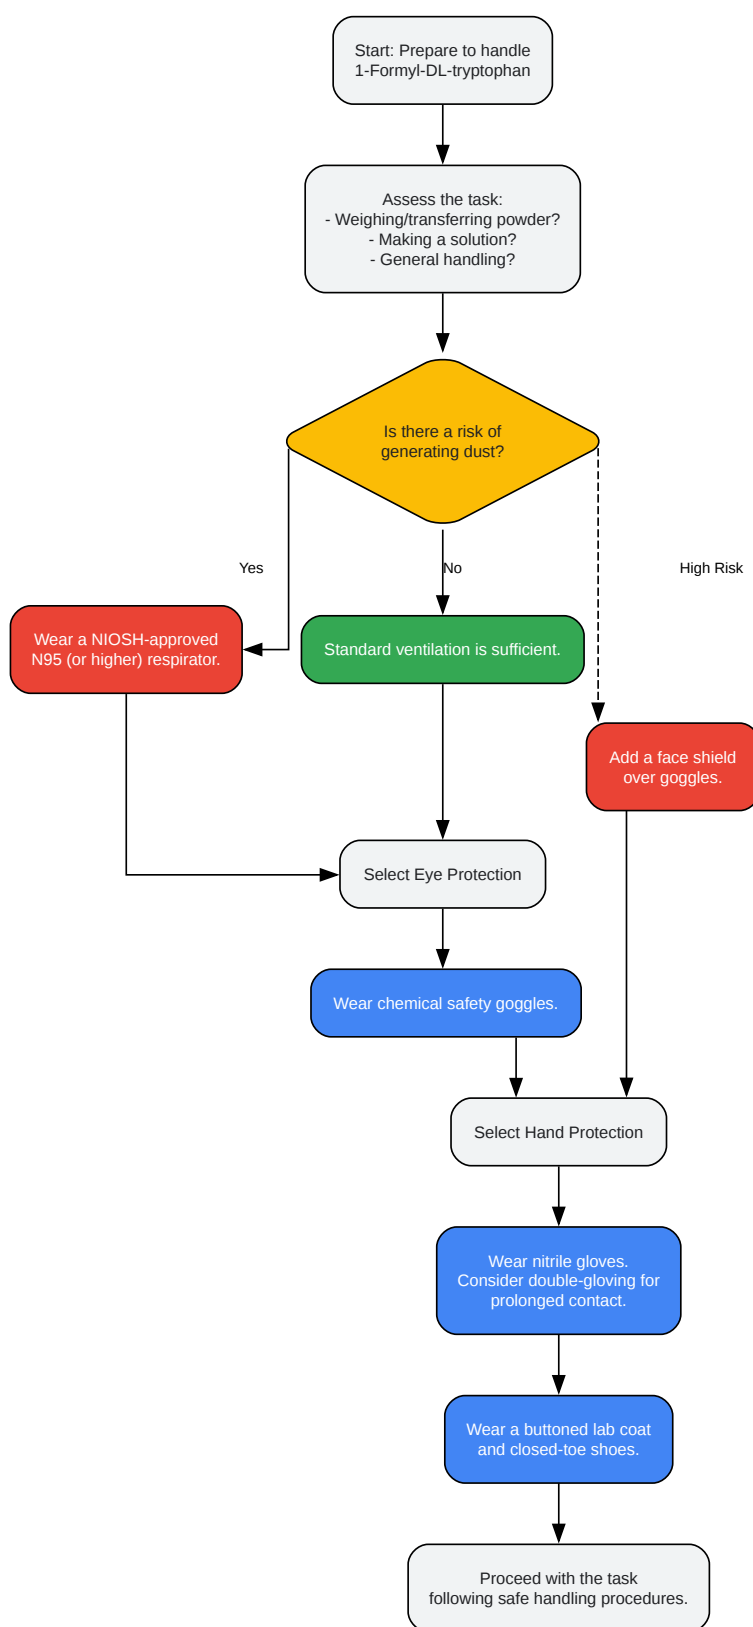 Start: Prepare to handle
1-Formyl-DL-tryptophan
Assess the task:
- Weighing/transferring powder?
- Making a solution?
- General handling?
Is there a risk of
generating dust?
Yes
No
High Risk
Wear a NIOSH-approved
N95 (or higher) respirator.
Standard ventilation is sufficient.
Add a face shield
over goggles.
Select Eye Protection
Wear chemical safety goggles.
Select Hand Protection
Wear nitrile gloves.
Consider double-gloving for
prolonged contact.
Wear a buttoned lab coat
and closed-toe shoes.
Proceed with the task
following safe handling procedures.